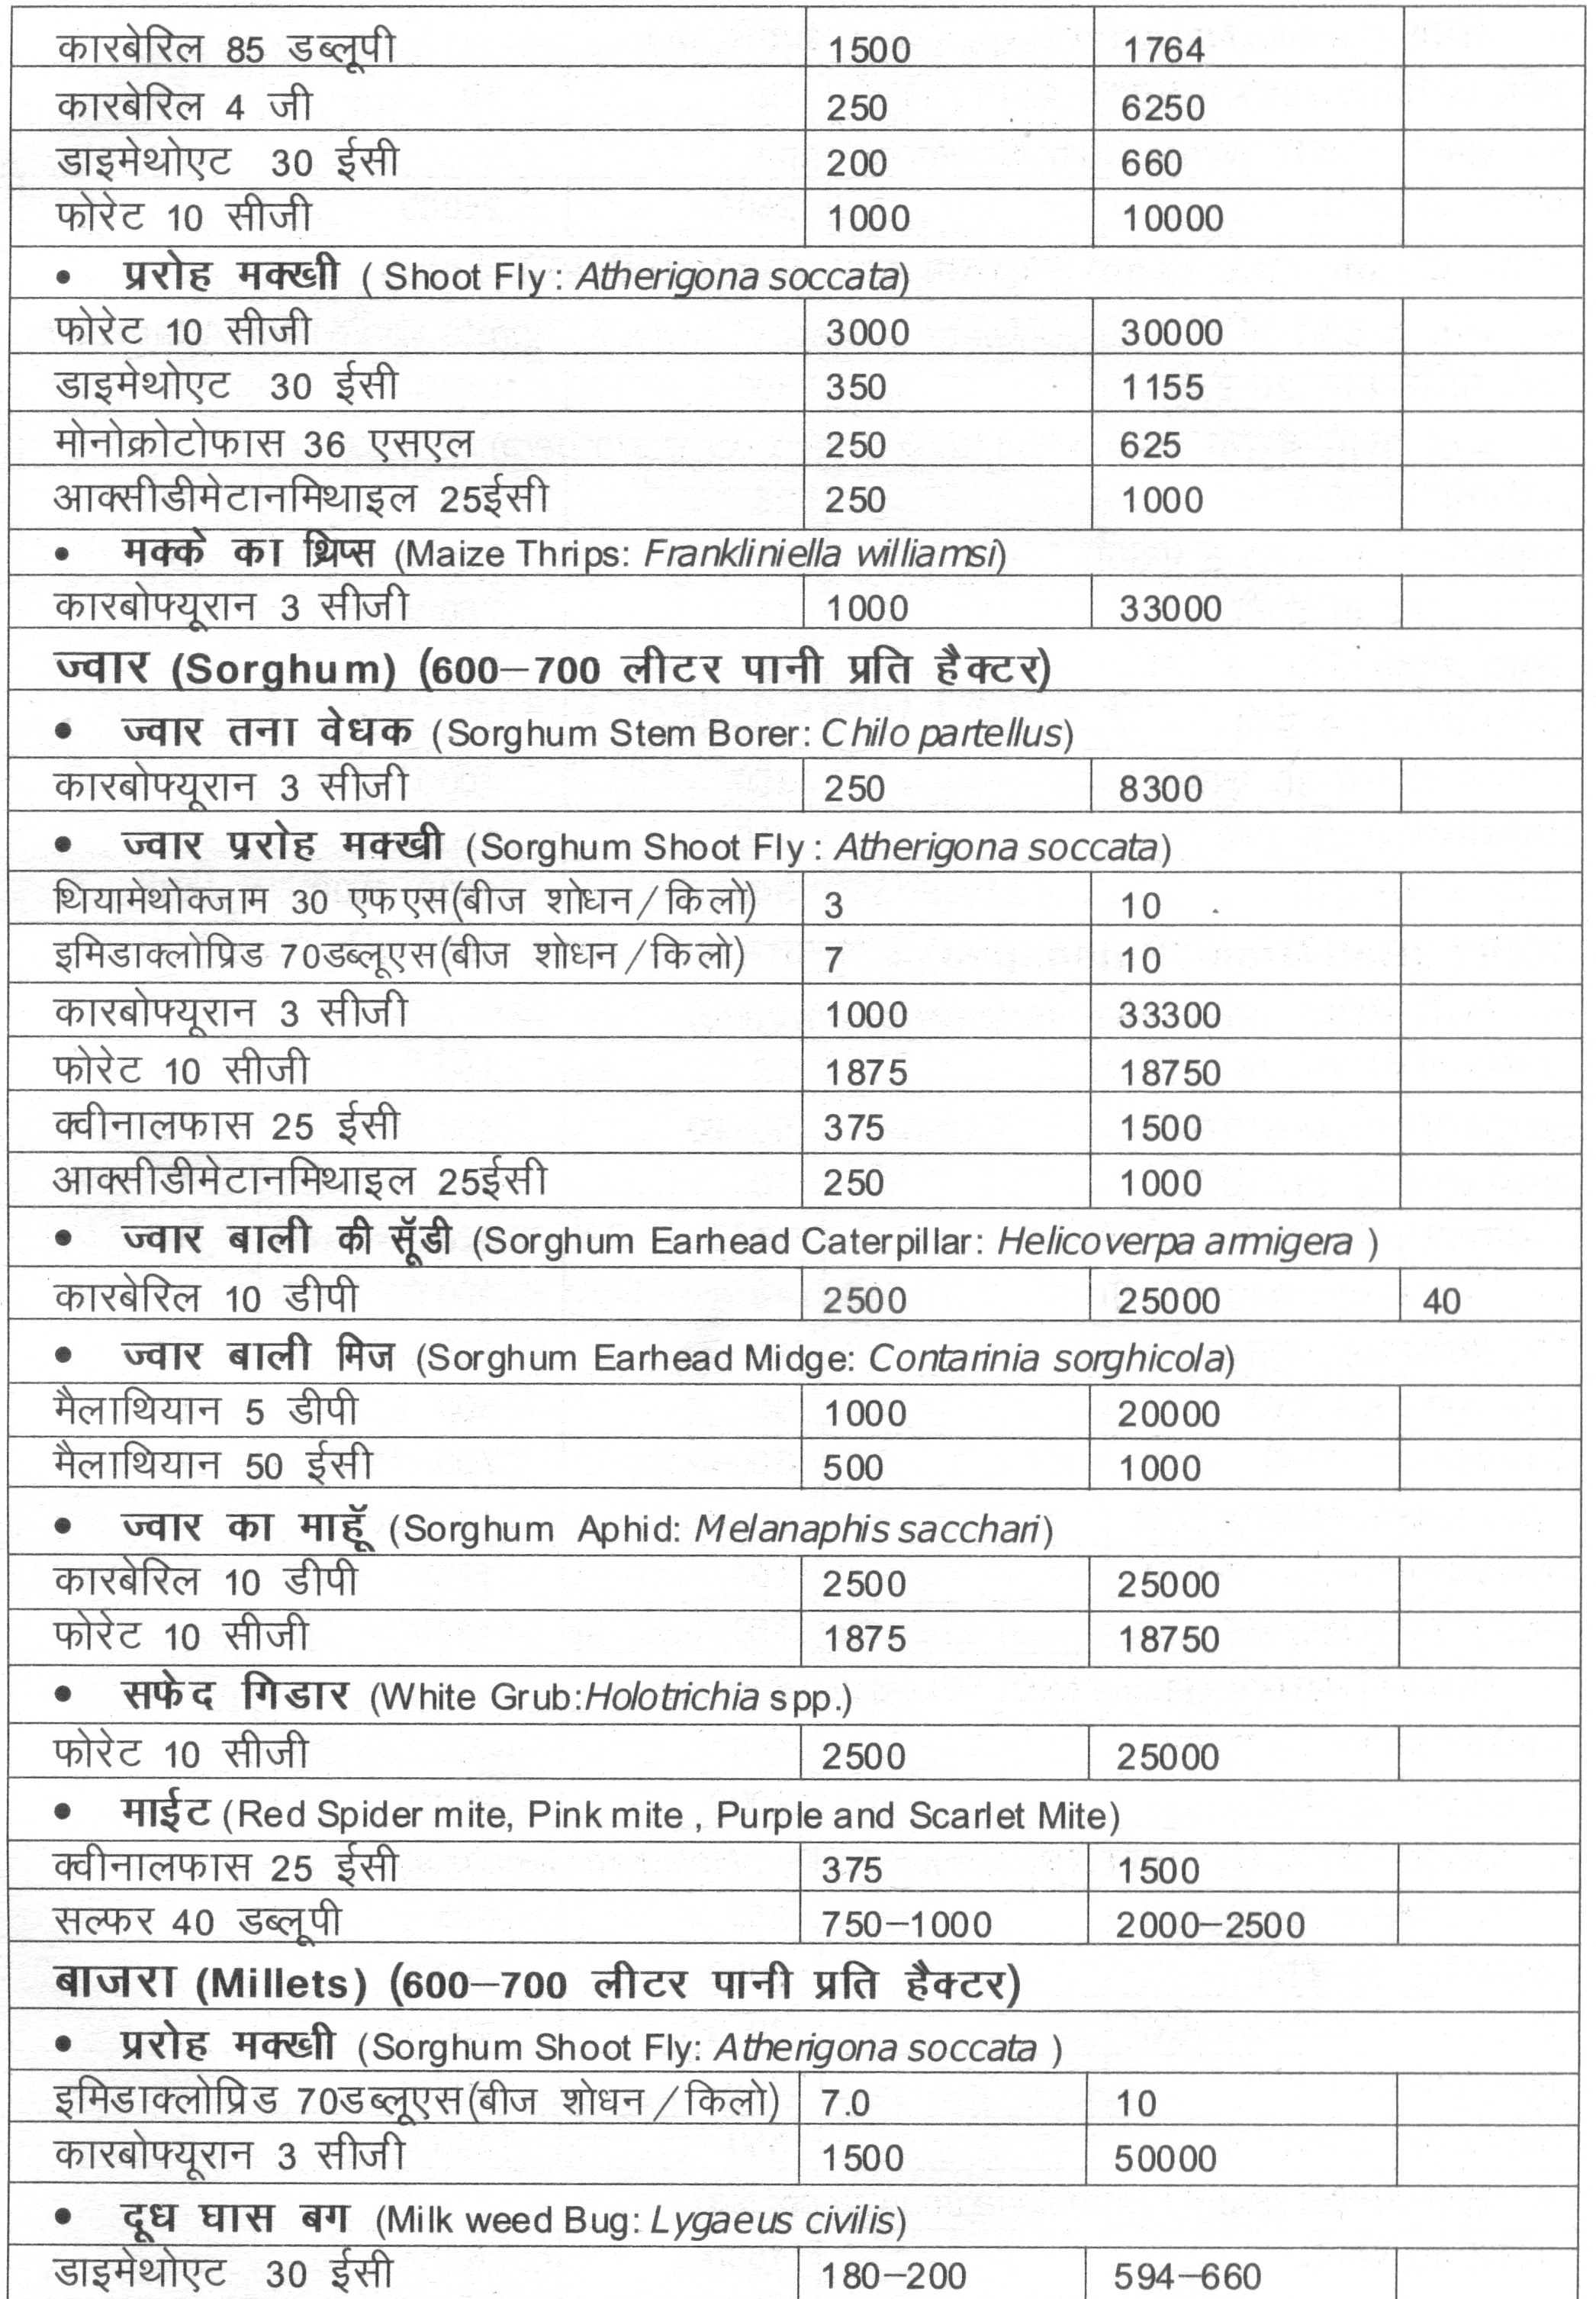 कारबेरिल 85 डब्लूपी 1500 1764
कारबेरिल 4 जी 250 6250
डाइमेथोएट 30 ईसी 200 660
फोरेट 10 सीजी 1000 10000
• प्ररोह मक्खी ( Shoot Fly : Atherigona soccata)
फोरेट 10 सीजी 3000 30000
डाइमेथोएट 30 ईसी 350 1155
मोनोक्रोटोफास 36 एसएल 250 625
आक्सीडीमेटानमिथाइल 25ईसी 250 1000
• मक्के का थ्रिप्स (Maize Thrips: Frankliniella williamsi)
कारबोफ्यूरान 3 सीजी 1000 33000
ज्वार (Sorghum) (600–700 लीटर पानी प्रति हैक्टर)
• ज्वार तना वेधक (Sorghum Stem Borer: Chilo partellus)
कारबोफ्यूरान 3 सीजी 250 8300
• ज्वार प्ररोह मक्खी (Sorghum Shoot Fly : Atherigona soccata)
थियामेथोक्जाम 30 एफएस(बीज शोधन/किलो) 3 10
इमिडाक्लोप्रिड 70डब्लूएस(बीज शोधन/किलो) 7 10
कारबोफ्यूरान 3 सीजी 1000 33300
फोरेट 10 सीजी 1875 18750
क्वीनालफास 25 ईसी 375 1500
आक्सीडीमेटानमिथाइल 25ईसी 250 1000
• ज्वार बाली की सूँडी (Sorghum Earhead Caterpillar: Helicoverpa armigera )
कारबेरिल 10 डीपी 2500 25000 40
• ज्वार बाली मिज (Sorghum Earhead Midge: Contarinia sorghicola)
मैलाथियान 5 डीपी 1000 20000
मैलाथियान 50 ईसी 500 1000
• ज्वार का माहूँ (Sorghum Aphid: Melanaphis sacchari)
कारबेरिल 10 डीपी 2500 25000
फोरेट 10 सीजी 1875 18750
• सफेद गिडार (White Grub:Holotrichia spp.)
फोरेट 10 सीजी 2500 25000
• माईट (Red Spider mite, Pink mite , Purple and Scarlet Mite)
क्वीनालफास 25 ईसी 375 1500
सल्फर 40 डब्लूपी 750–1000 2000–2500
बाजरा (Millets) (600–700 लीटर पानी प्रति हैक्टर)
• प्ररोह मक्खी (Sorghum Shoot Fly: Atherigona soccata )
इमिडाक्लोप्रिड 70डब्लूएस(बीज शोधन/किलो) 7.0 10
कारबोफ्यूरान 3 सीजी 1500 50000
• दूध घास बग (Milk weed Bug: Lygaeus civilis)
डाइमेथोएट 30 ईसी 180–200 594–660